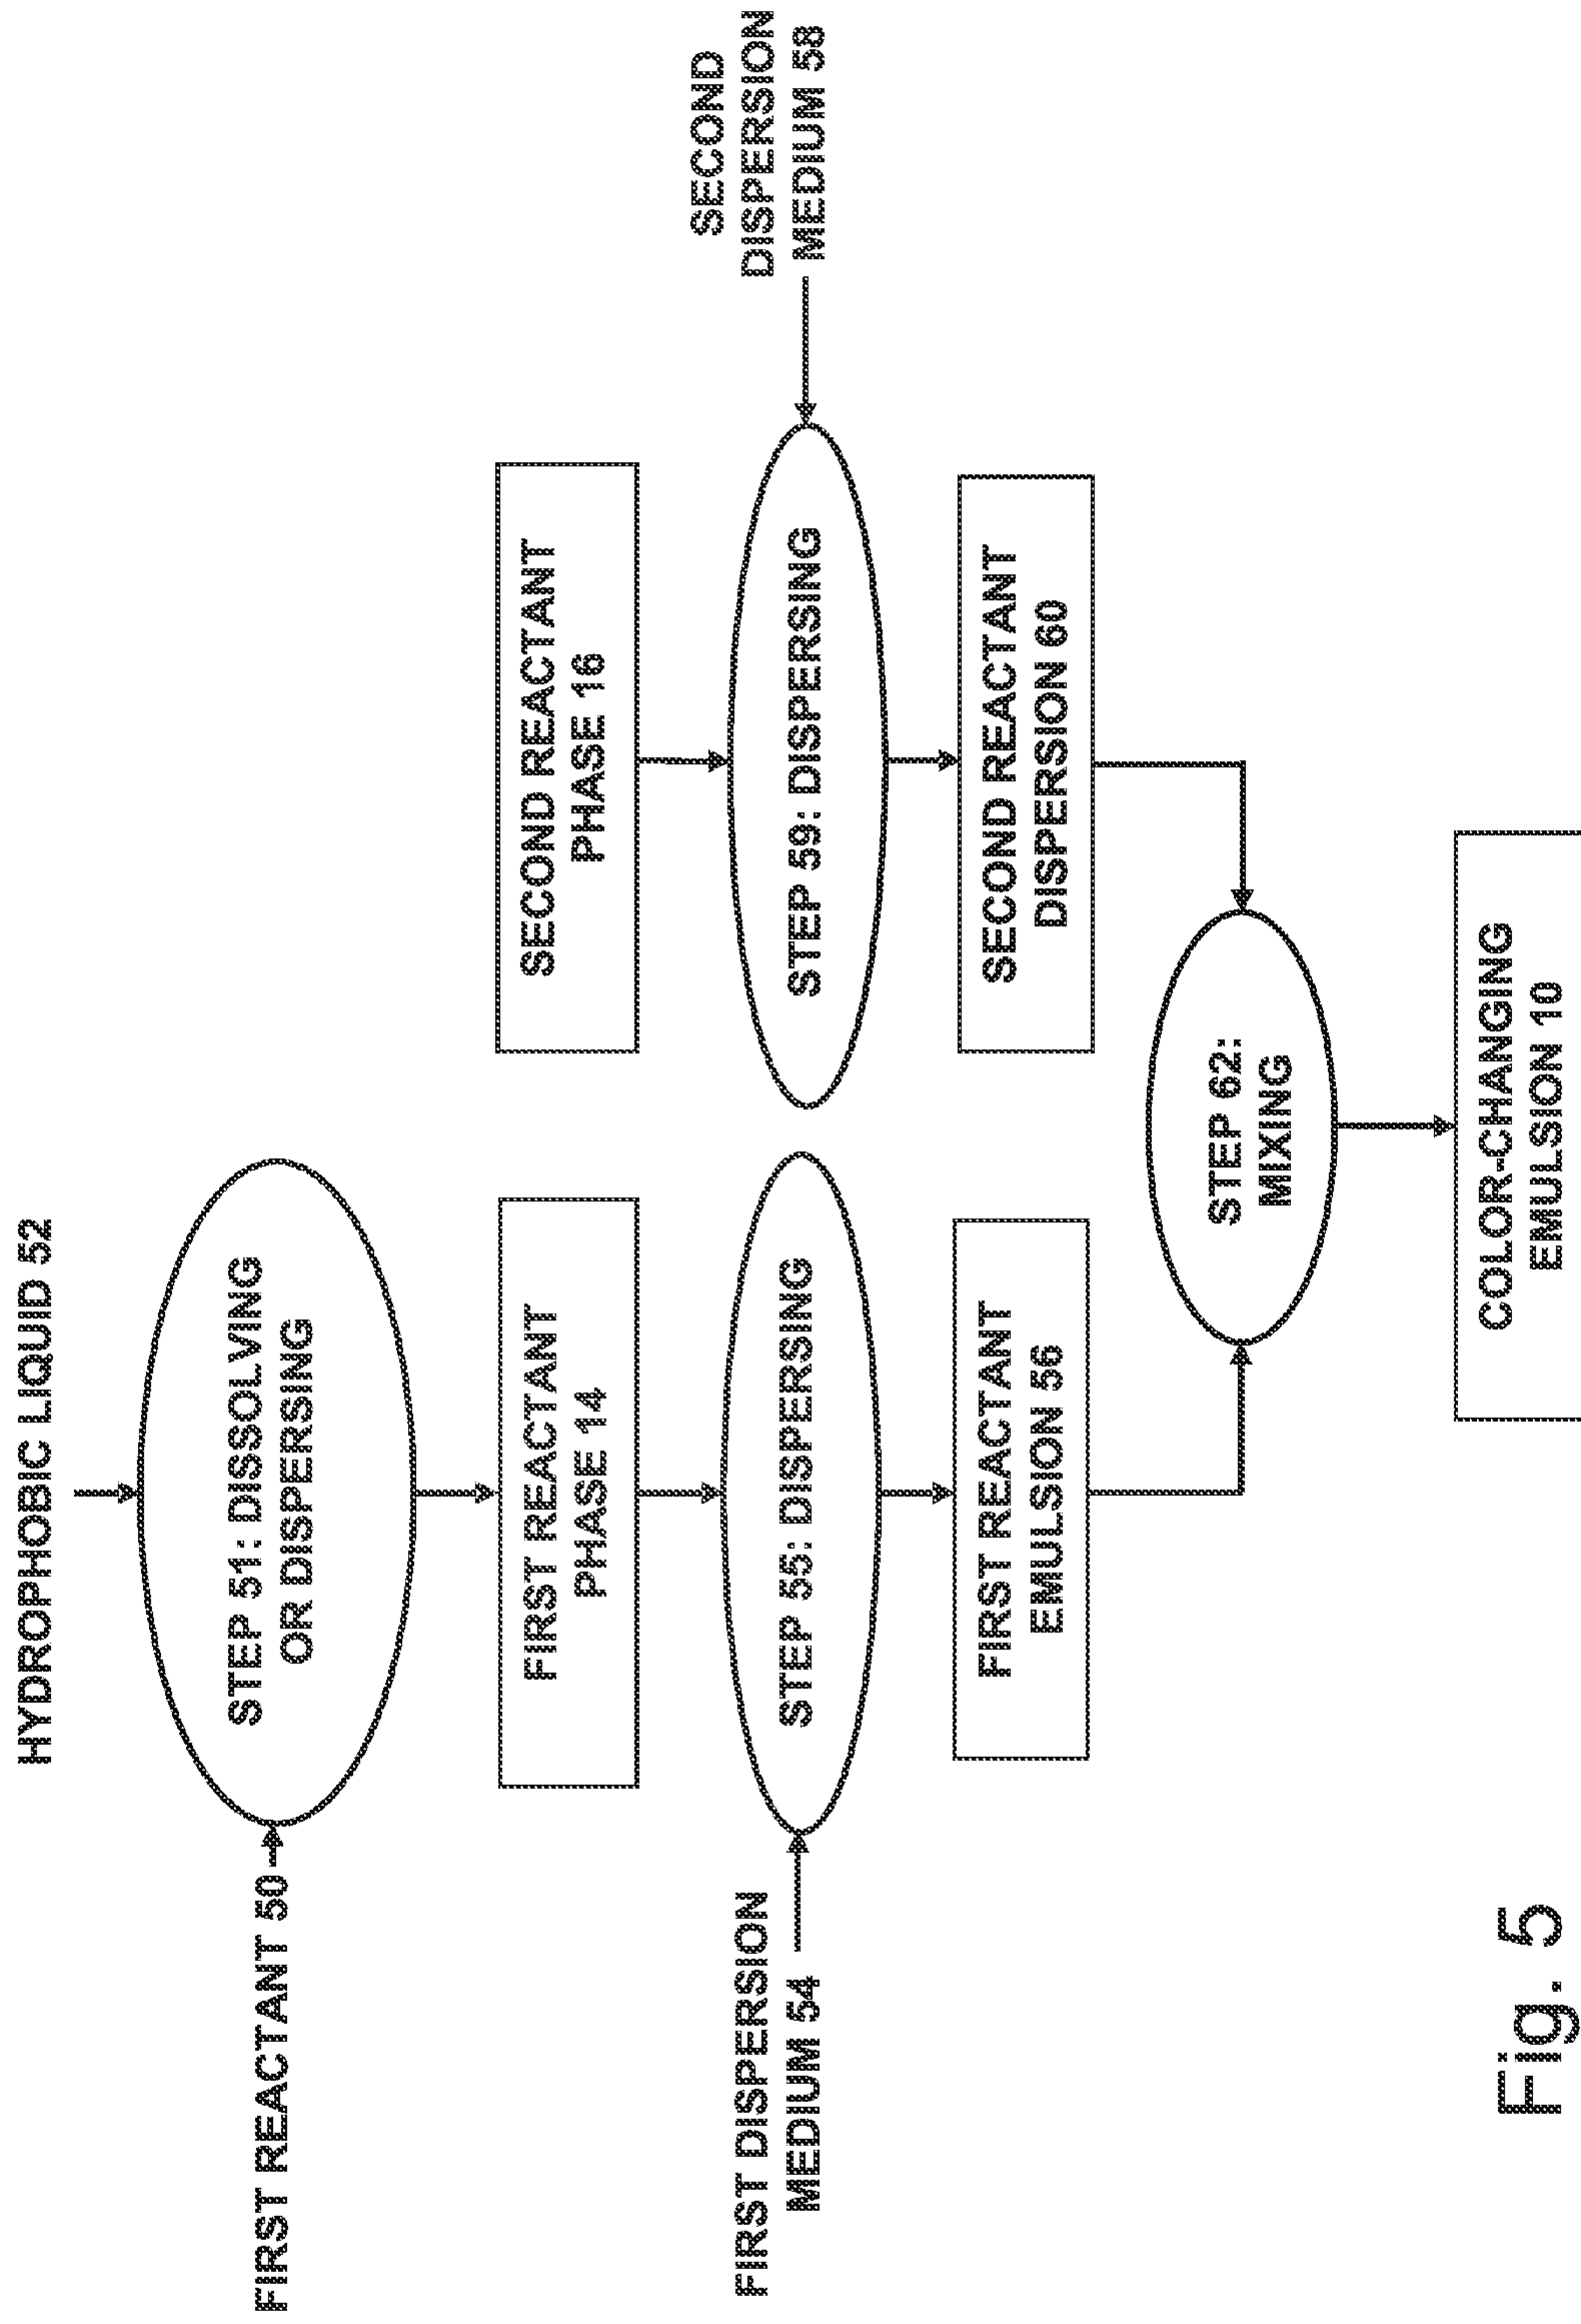 HYDROPHOBIC LIQUID 52
FIRST REACTANT 50
STEP 51: DISSOLVING
OR DISPERSING
FIRST REACTANT
PHASE 14
SECOND REACTANT
PHASE 16
FIRST DISPERSION
MEDIUM 54
STEP 55: DISPERSING
STEP 59: DISPERSING
SECOND
DISPERSION
MEDIUM 58
FIRST REACTANT
EMULSION 56
SECOND REACTANT
DISPERSION 60
STEP 62:
MIXING
COLOR-CHANGING
EMULSION 10
Fig. 5